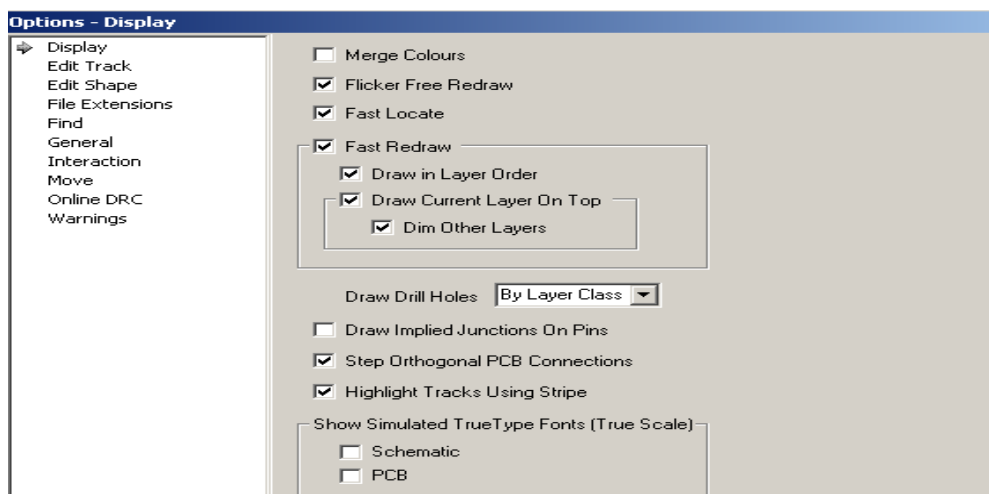 Options - Display
Display
Edit Track
Edit Shape
File Extensions
Find
General
Interaction
Move
Online DRC
Warnings
Merge Colours
Flicker Free Redraw
Fast Locate
Fast Redraw
Draw in Layer Order
Draw Current Layer On Top
Dim Other Layers
Draw Drill Holes By Layer Class
Draw Implied Junctions On Pins
Step Orthogonal PCB Connections
Highlight Tracks Using Stripe
Show Simulated TrueType Fonts (True Scale)
Schematic
PCB